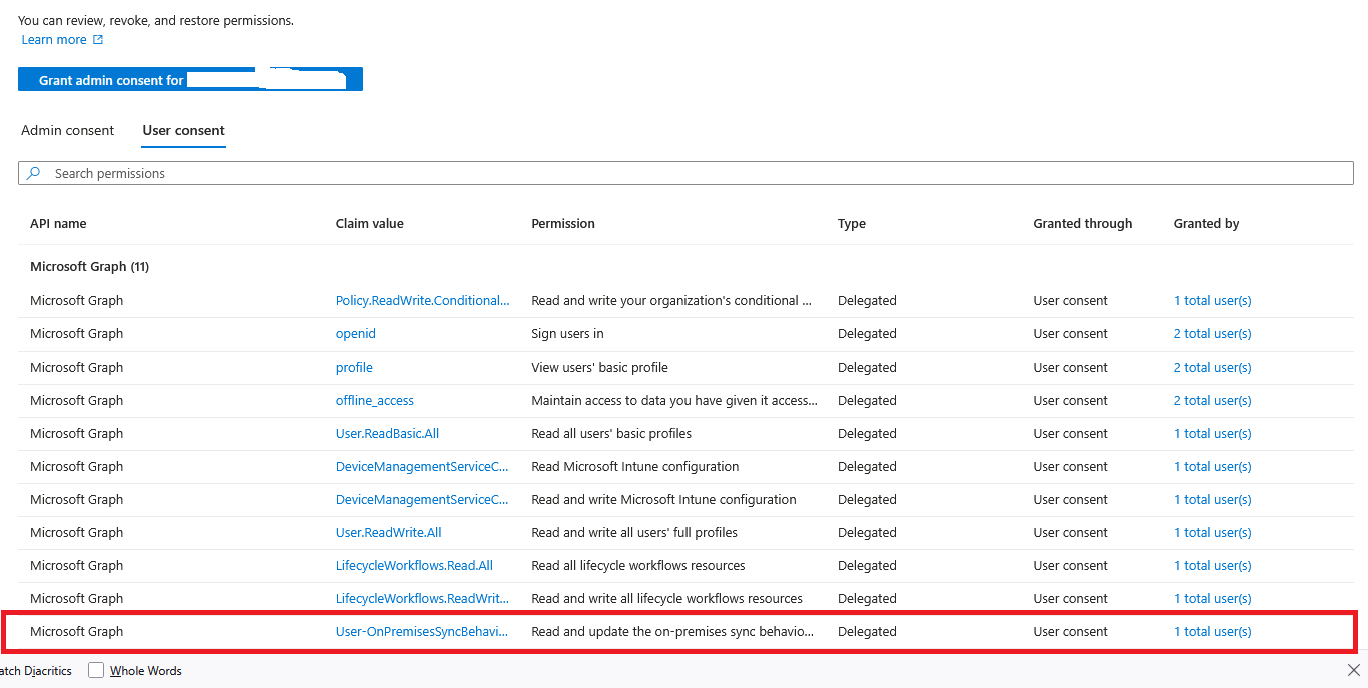 You can review, revoke, and restore permissions.
Learn more
Grant admin consent for
Admin consent User consent
Search permissions
API name Claim value Permission Type Granted through Granted by
Microsoft Graph (11)
Microsoft Graph Policy.ReadWrite.Conditional... Read and write your organization's conditional ... Delegated User consent 1 total user(s)
Microsoft Graph openid Sign users in Delegated User consent 2 total user(s)
Microsoft Graph profile View users' basic profile Delegated User consent 2 total user(s)
Microsoft Graph offline_access Maintain access to data you have given it access... Delegated User consent 2 total user(s)
Microsoft Graph User.ReadBasic.All Read all users' basic profiles Delegated User consent 1 total user(s)
Microsoft Graph DeviceManagementServiceC... Read Microsoft Intune configuration Delegated User consent 1 total user(s)
Microsoft Graph DeviceManagementServiceC... Read and write Microsoft Intune configuration Delegated User consent 1 total user(s)
Microsoft Graph User.ReadWrite.All Read and write all users' full profiles Delegated User consent 1 total user(s)
Microsoft Graph LifecycleWorkflows.Read.All Read all lifecycle workflows resources Delegated User consent 1 total user(s)
Microsoft Graph LifecycleWorkflows.ReadWrit... Read and write all lifecycle workflows resources Delegated User consent 1 total user(s)
Microsoft Graph User-OnPremisesSyncBehavi... Read and update the on-premises sync behavio... Delegated User consent 1 total user(s)
atch Diacritics Whole Words